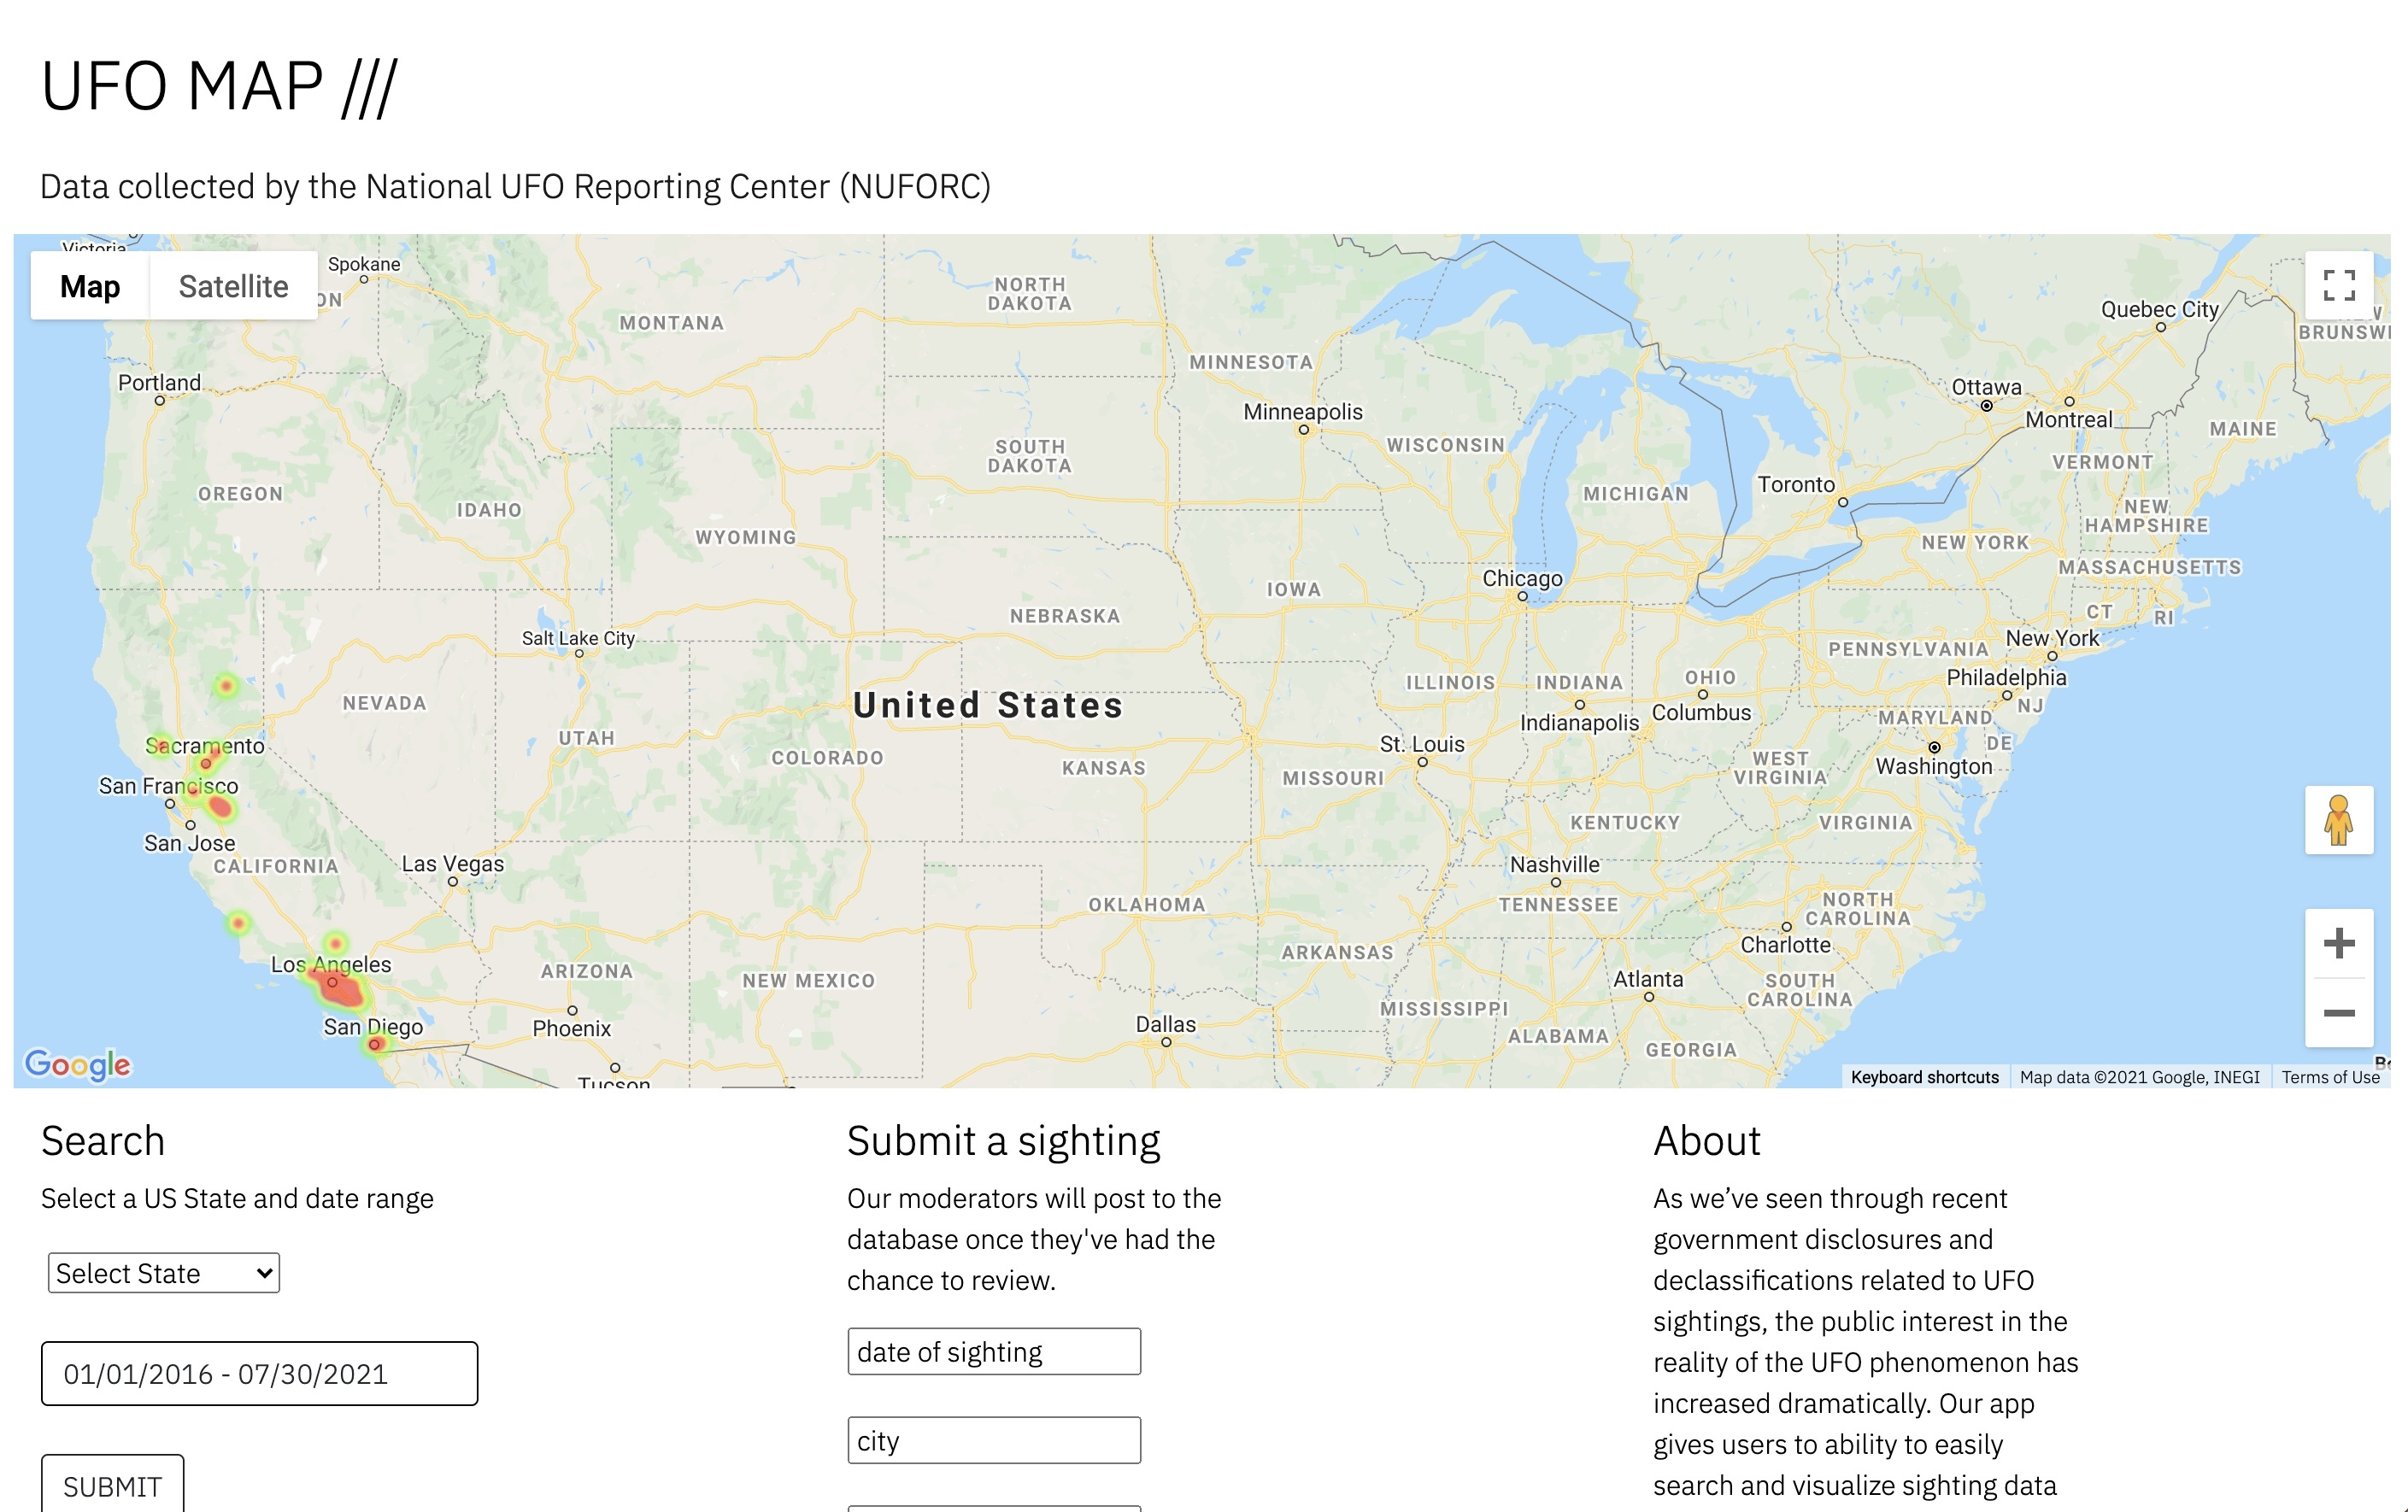 UFO MAP ///
Data collected by the National UFO Reporting Center (NUFORC)
Victoria
Map
Satellite
Spokane
ON
MONTANA
NORTH
DAKOTA
MINNESOTA
Quebec City
BRUNSWI
Portland
Minneapolis
WISCONSIN
Ottawa
Montreal
MAINE
OREGON
IDAHO
SOUTH
DAKOTA
MICHIGAN
Toronto
VERMONT
NEW
HAMPSHIRE
WYOMING
NEW YORK
MASSACHUSETTS
Chicago
IOWA
CT
RI
NEBRASKA
Salt Lake City
PENNSYLVANIA
New York
NEVADA
United States
ILLINOIS
INDIANA
OHIO
Philadelphia
NJ
Indianapolis
Columbus
MARYLAND
DE
Sacramento
UTAH
COLORADO
KANSAS
St. Louis
MISSOURI
WEST
VIRGINIA
Washington
San Francisco
San Jose
KENTUCKY
VIRGINIA
CALIFORNIA
Las Vegas
Nashville
OKLAHOMA
TENNESSEE
NORTH
CAROLINA
Los Angeles
ARIZONA
NEW MEXICO
ARKANSAS
Charlotte
San Diego
Phoenix
Dallas
MISSISSIPPI
Atlanta
SOUTH
CAROLINA
ALABAMA
GEORGIA
Tucson
Google
Keyboard shortcuts
Map data ©2021 Google, INEGI
Terms of Use
Search
Select a US State and date range
Select State
01/01/2016 - 07/30/2021
SUBMIT
Submit a sighting
Our moderators will post to the
database once they've had the
chance to review.
date of sighting
city
About
As we’ve seen through recent
government disclosures and
declassifications related to UFO
sightings, the public interest in the
reality of the UFO phenomenon has
increased dramatically. Our app
gives users to ability to easily
search and visualize sighting data